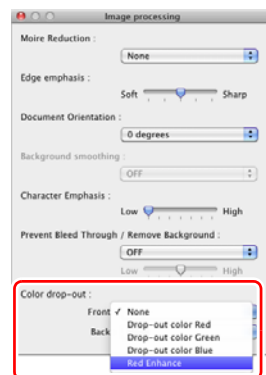 Image processing
Moire Reduction :
None
Edge emphasis :
Soft Sharp
Document Orientation :
0 degrees
Background smoothing :
OFF
Character Emphasis :
Low High
Prevent Bleed Through / Remove Background :
OFF
Low High
Color drop-out :
Front ✓ None
Drop-out color Red
Drop-out color Green
Back Drop-out color Blue
Red Enhance